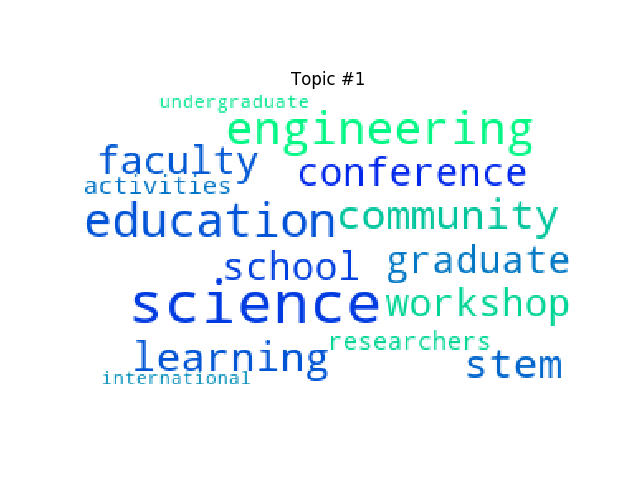 Topic #1
undergraduate
engineering
faculty
conference
activities
education
community
school
graduate
science
workshop
researchers
learning
stem
international